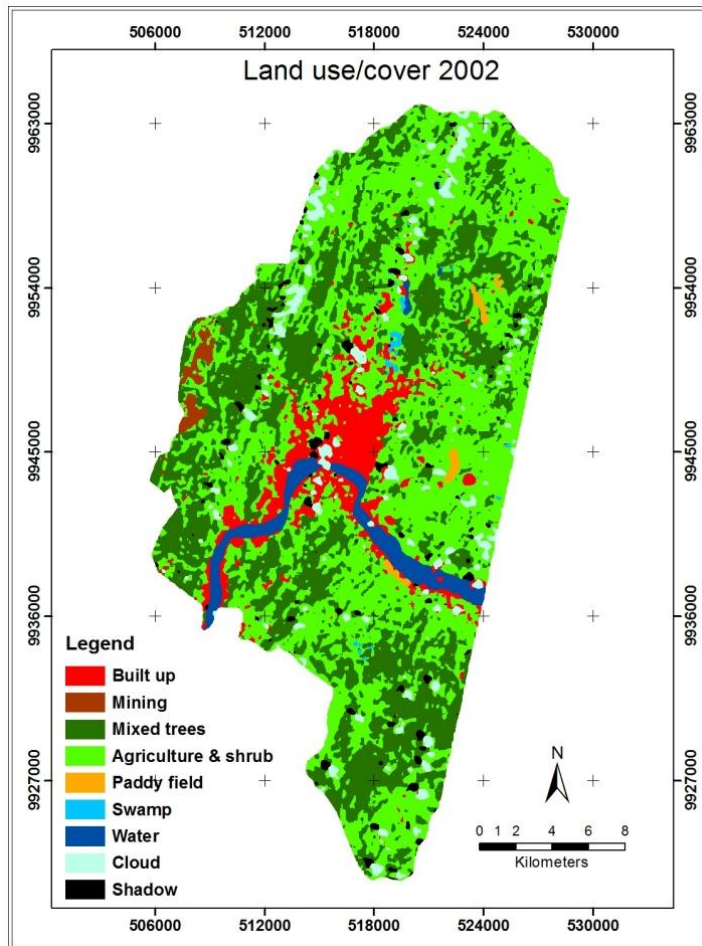 506000 512000 518000 524000 530000
Land use/cover 2002
9963000 9963000
9954000 9954000
9945000 9945000
9936000 9936000
9927000 9927000
Legend
Built up
Mining
Mixed trees
Agriculture & shrub
Paddy field
Swamp
Water
Cloud
Shadow
N
0 1 2 4 6 8
Kilometers
506000 512000 518000 524000 530000